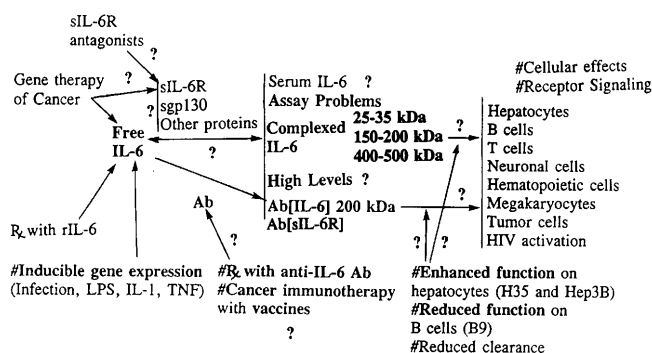 sIL-6R
antagonists
?
Gene therapy
of Cancer
?
?
sIL-6R
sgp130
Other proteins
Free
IL-6
?
℞ with rIL-6
#Inducible gene expression
(Infection, LPS, IL-1, TNF)
Serum IL-6 ?
Assay Problems
Complexed
IL-6
25-35 kDa
150-200 kDa
400-500 kDa
High Levels ?
Ab[IL-6] 200 kDa
Ab[sIL-6R]
Ab
?
#℞ with anti-IL-6 Ab
#Cancer immunotherapy
with vaccines
?
?
?
? ?
#Cellular effects
#Receptor Signaling
Hepatocytes
B cells
T cells
Neuronal cells
Hematopoietic cells
Megakaryocytes
Tumor cells
HIV activation
#Enhanced function on
hepatocytes (H35 and Hep3B)
#Reduced function on
B cells (B9)
#Reduced clearance